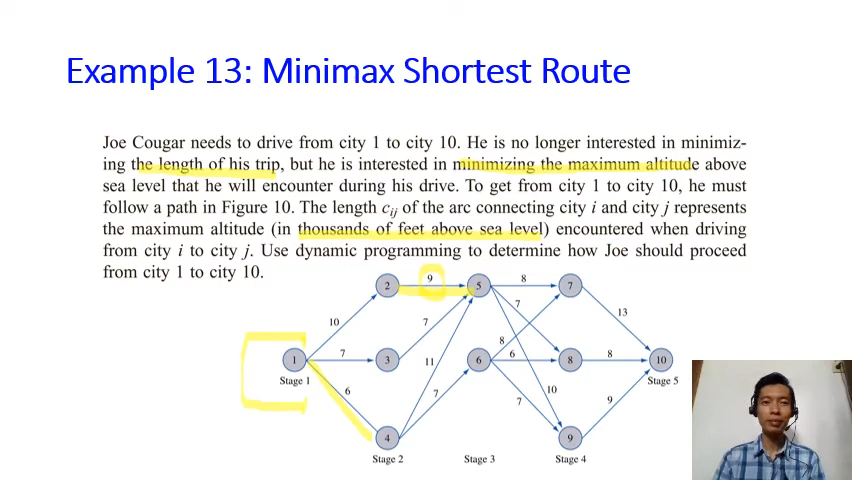 Example 13: Minimax Shortest Route
Joe Cougar needs to drive from city 1 to city 10. He is no longer interested in minimiz-
ing the length of his trip, but he is interested in minimizing the maximum altitude above
sea level that he will encounter during his drive. To get from city 1 to city 10, he must
follow a path in Figure 10. The length cij of the arc connecting city i and city j represents
the maximum altitude (in thousands of feet above sea level) encountered when driving
from city i to city j. Use dynamic programming to determine how Joe should proceed
from city 1 to city 10.
2 9 5 8 7
10 7 7 13
1 7 3 11 6 8 6 8 8 10
Stage 1 Stage 5
6 7 7 10 9
4 9
Stage 2 Stage 3 Stage 4